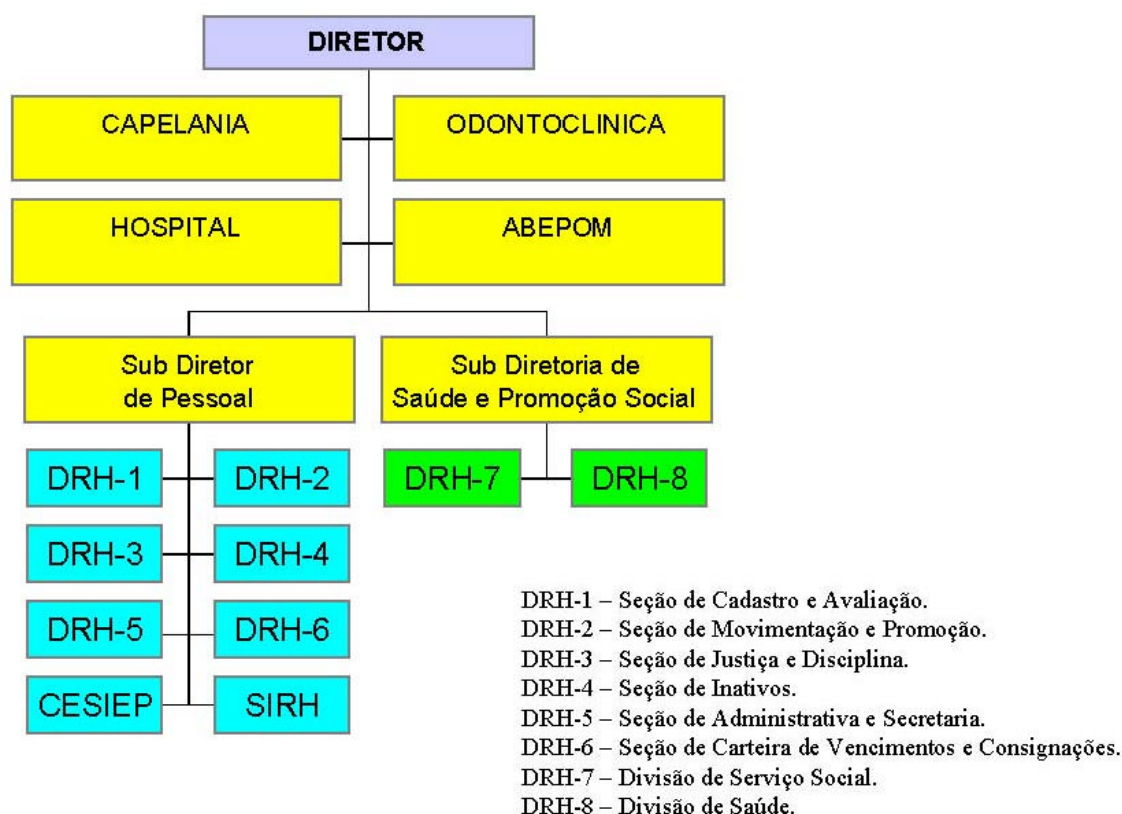 DIRETOR
CAPELANIA
ODONTOCLINICA
HOSPITAL
ABEPOM
Sub Diretor
de Pessoal
Sub Diretoria de
Saúde e Promoção Social
DRH-1
DRH-2
DRH-7
DRH-8
DRH-3
DRH-4
DRH-5
DRH-6
CESIEP
SIRH
DRH-1 – Seção de Cadastro e Avaliação.
DRH-2 – Seção de Movimentação e Promoção.
DRH-3 – Seção de Justiça e Disciplina.
DRH-4 – Seção de Inativos.
DRH-5 – Seção de Administrativa e Secretaria.
DRH-6 – Seção de Carteira de Vencimentos e Consignações.
DRH-7 – Divisão de Serviço Social.
DRH-8 – Divisão de Saúde.